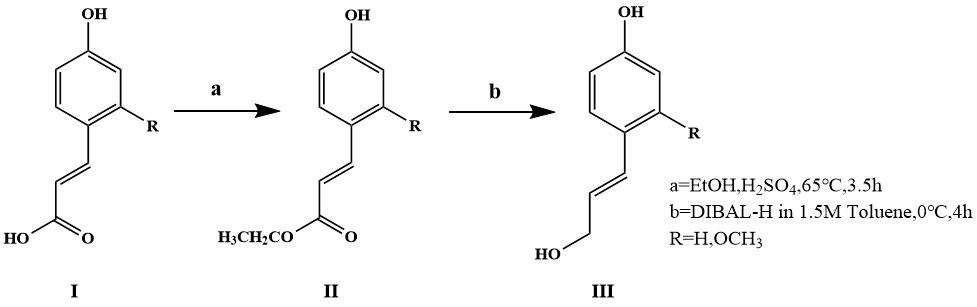 OH
OH
OH
a
b
R
R
R
HO
O
H3CH2CO
O
HO
a=EtOH,H2SO4,65°C,3.5h
b=DIBAL-H in 1.5M Toluene,0°C,4h
R=H,OCH3
I
II
III